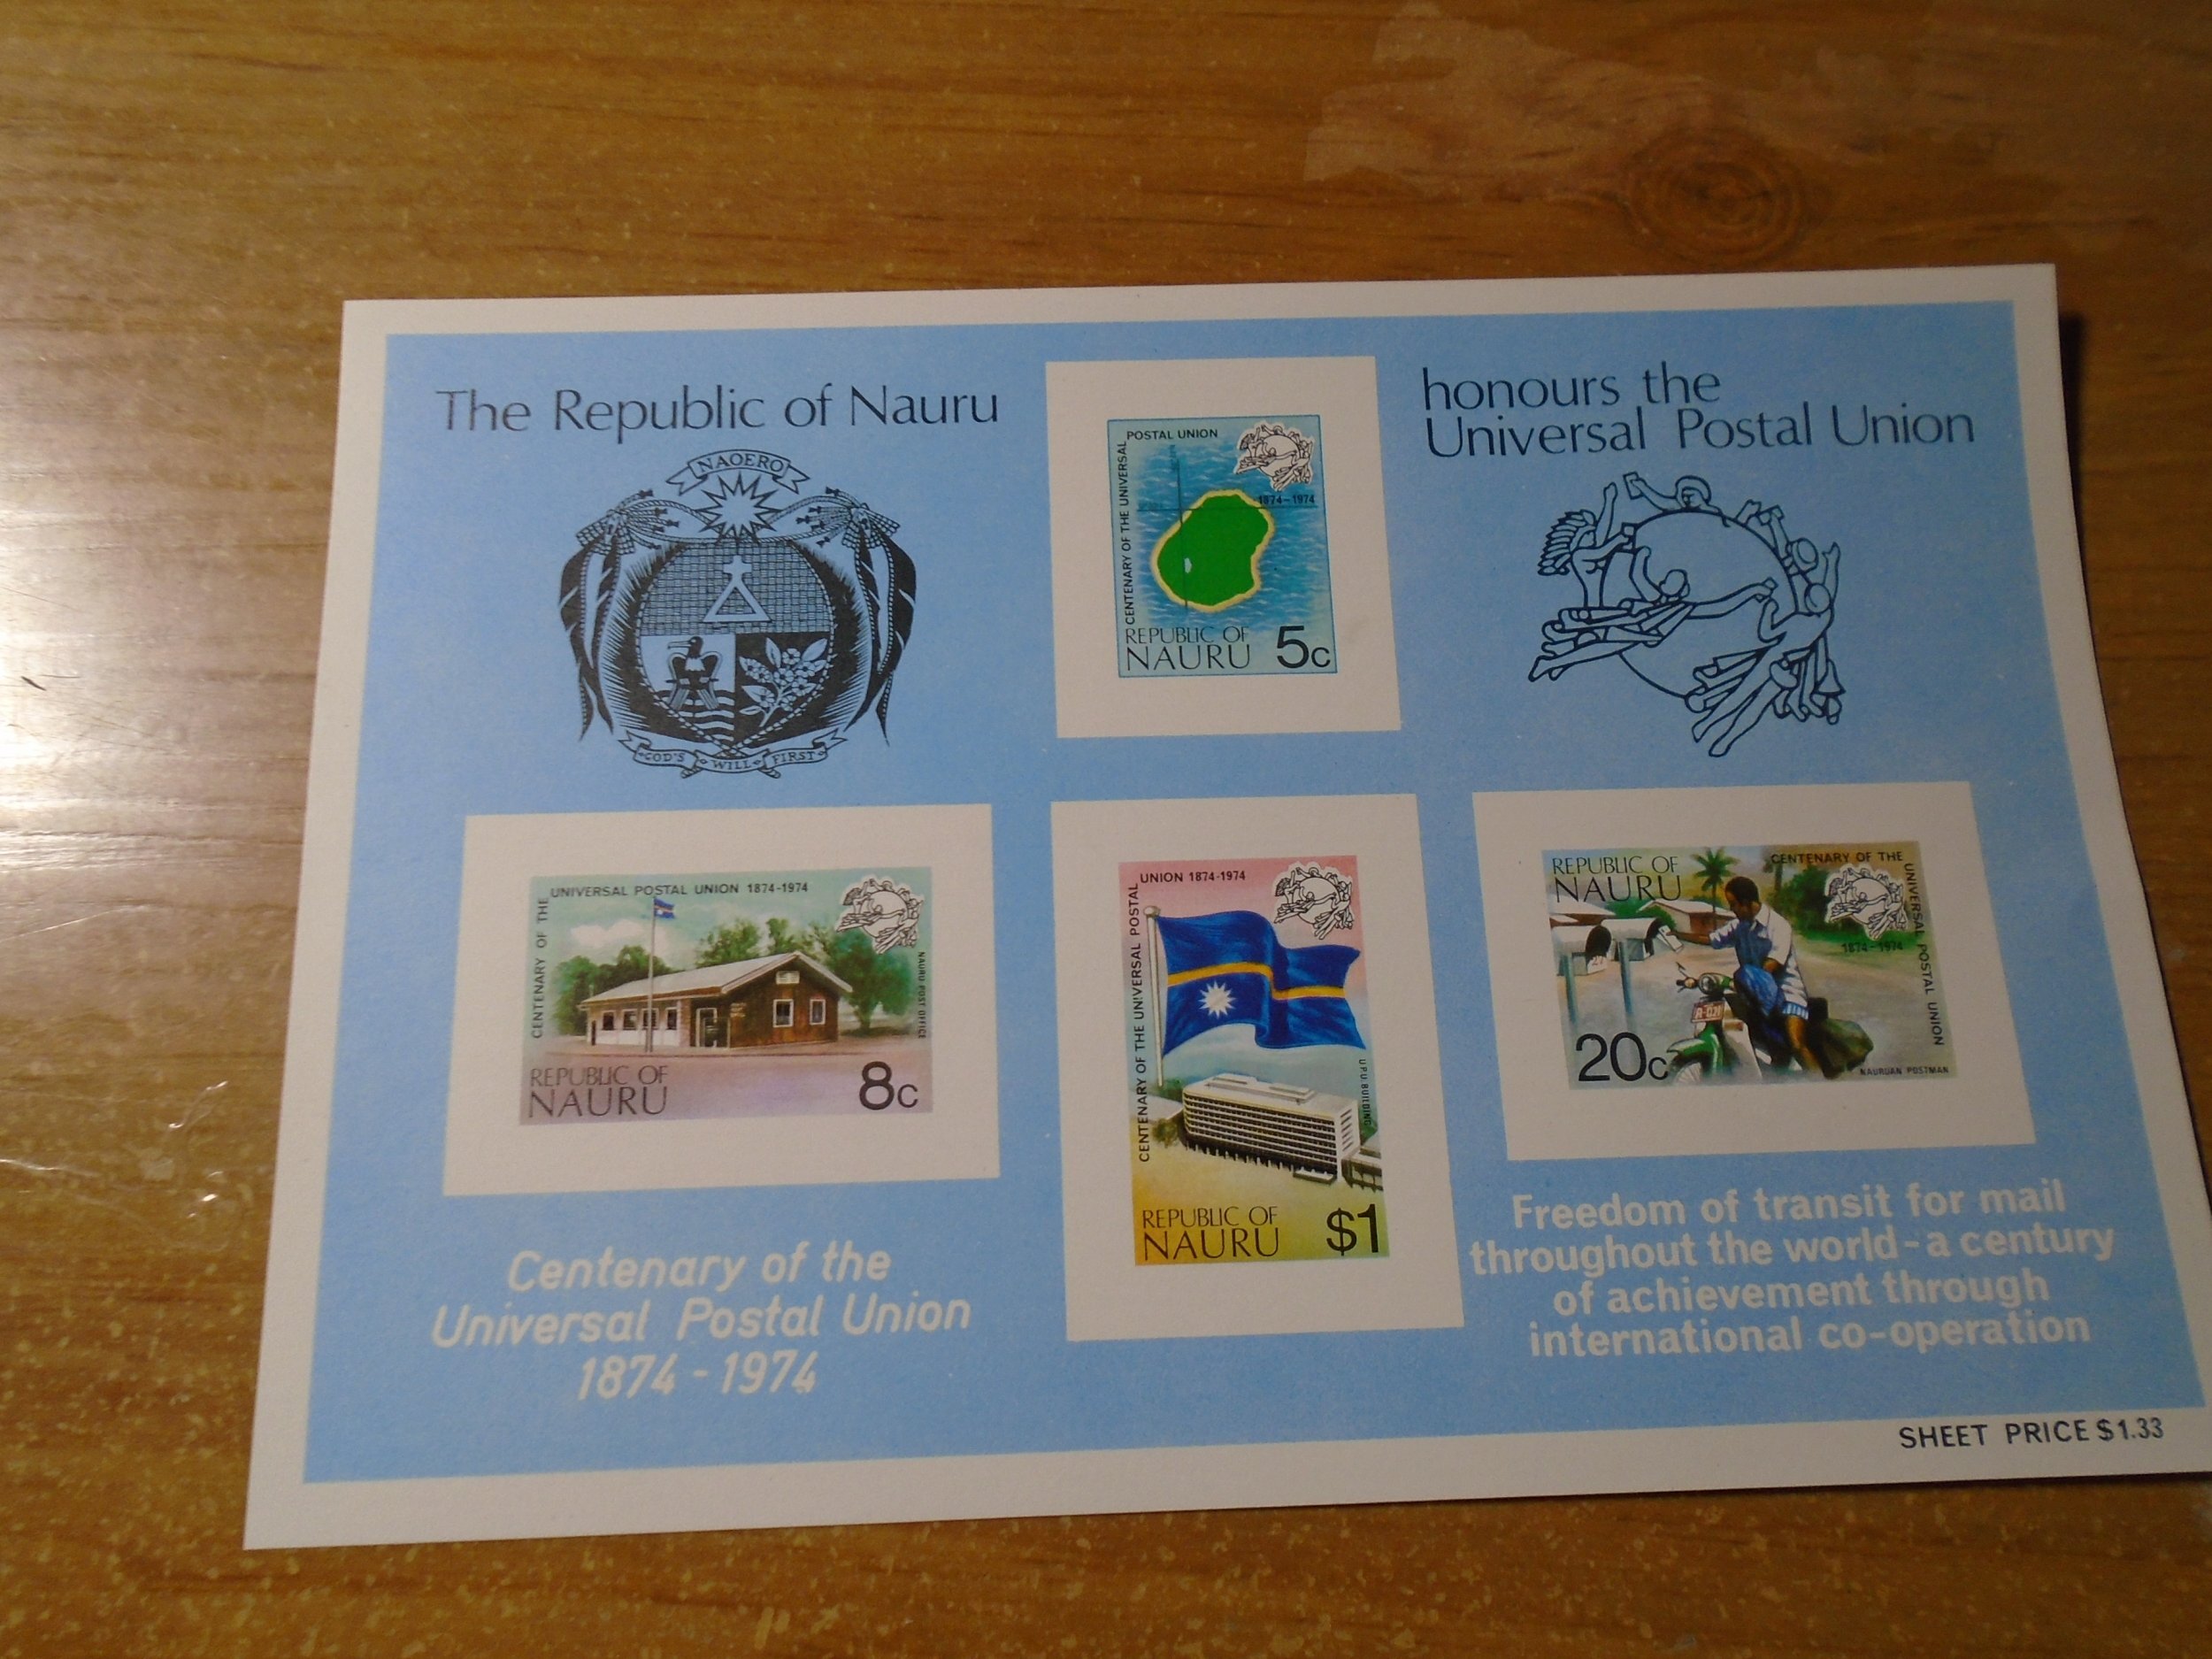 The Republic of Nauru
NAOERO
GOD'S WILL FIRST
POSTAL UNION
CENTENARY OF THE UNIVERSAL
1874-1974
REPUBLIC OF
NAURU 5c
honours the
Universal Postal Union
UNIVERSAL POSTAL UNION 1874-1974
CENTENARY OF THE
NAURU POST OFFICE
REPUBLIC OF
NAURU 8c
UNION 1874-1974
CENTENARY OF THE UNIVERSAL POSTAL
U.P.U. BUILDING
REPUBLIC OF
NAURU $1
REPUBLIC OF
NAURU
CENTENARY OF THE
UNIVERSAL POSTAL UNION
1874-1974
20c
NAURUAN POSTMAN
Centenary of the
Universal Postal Union
1874-1974
Freedom of transit for mail
throughout the world-a century
of achievement through
international co-operation
SHEET PRICE $1.33